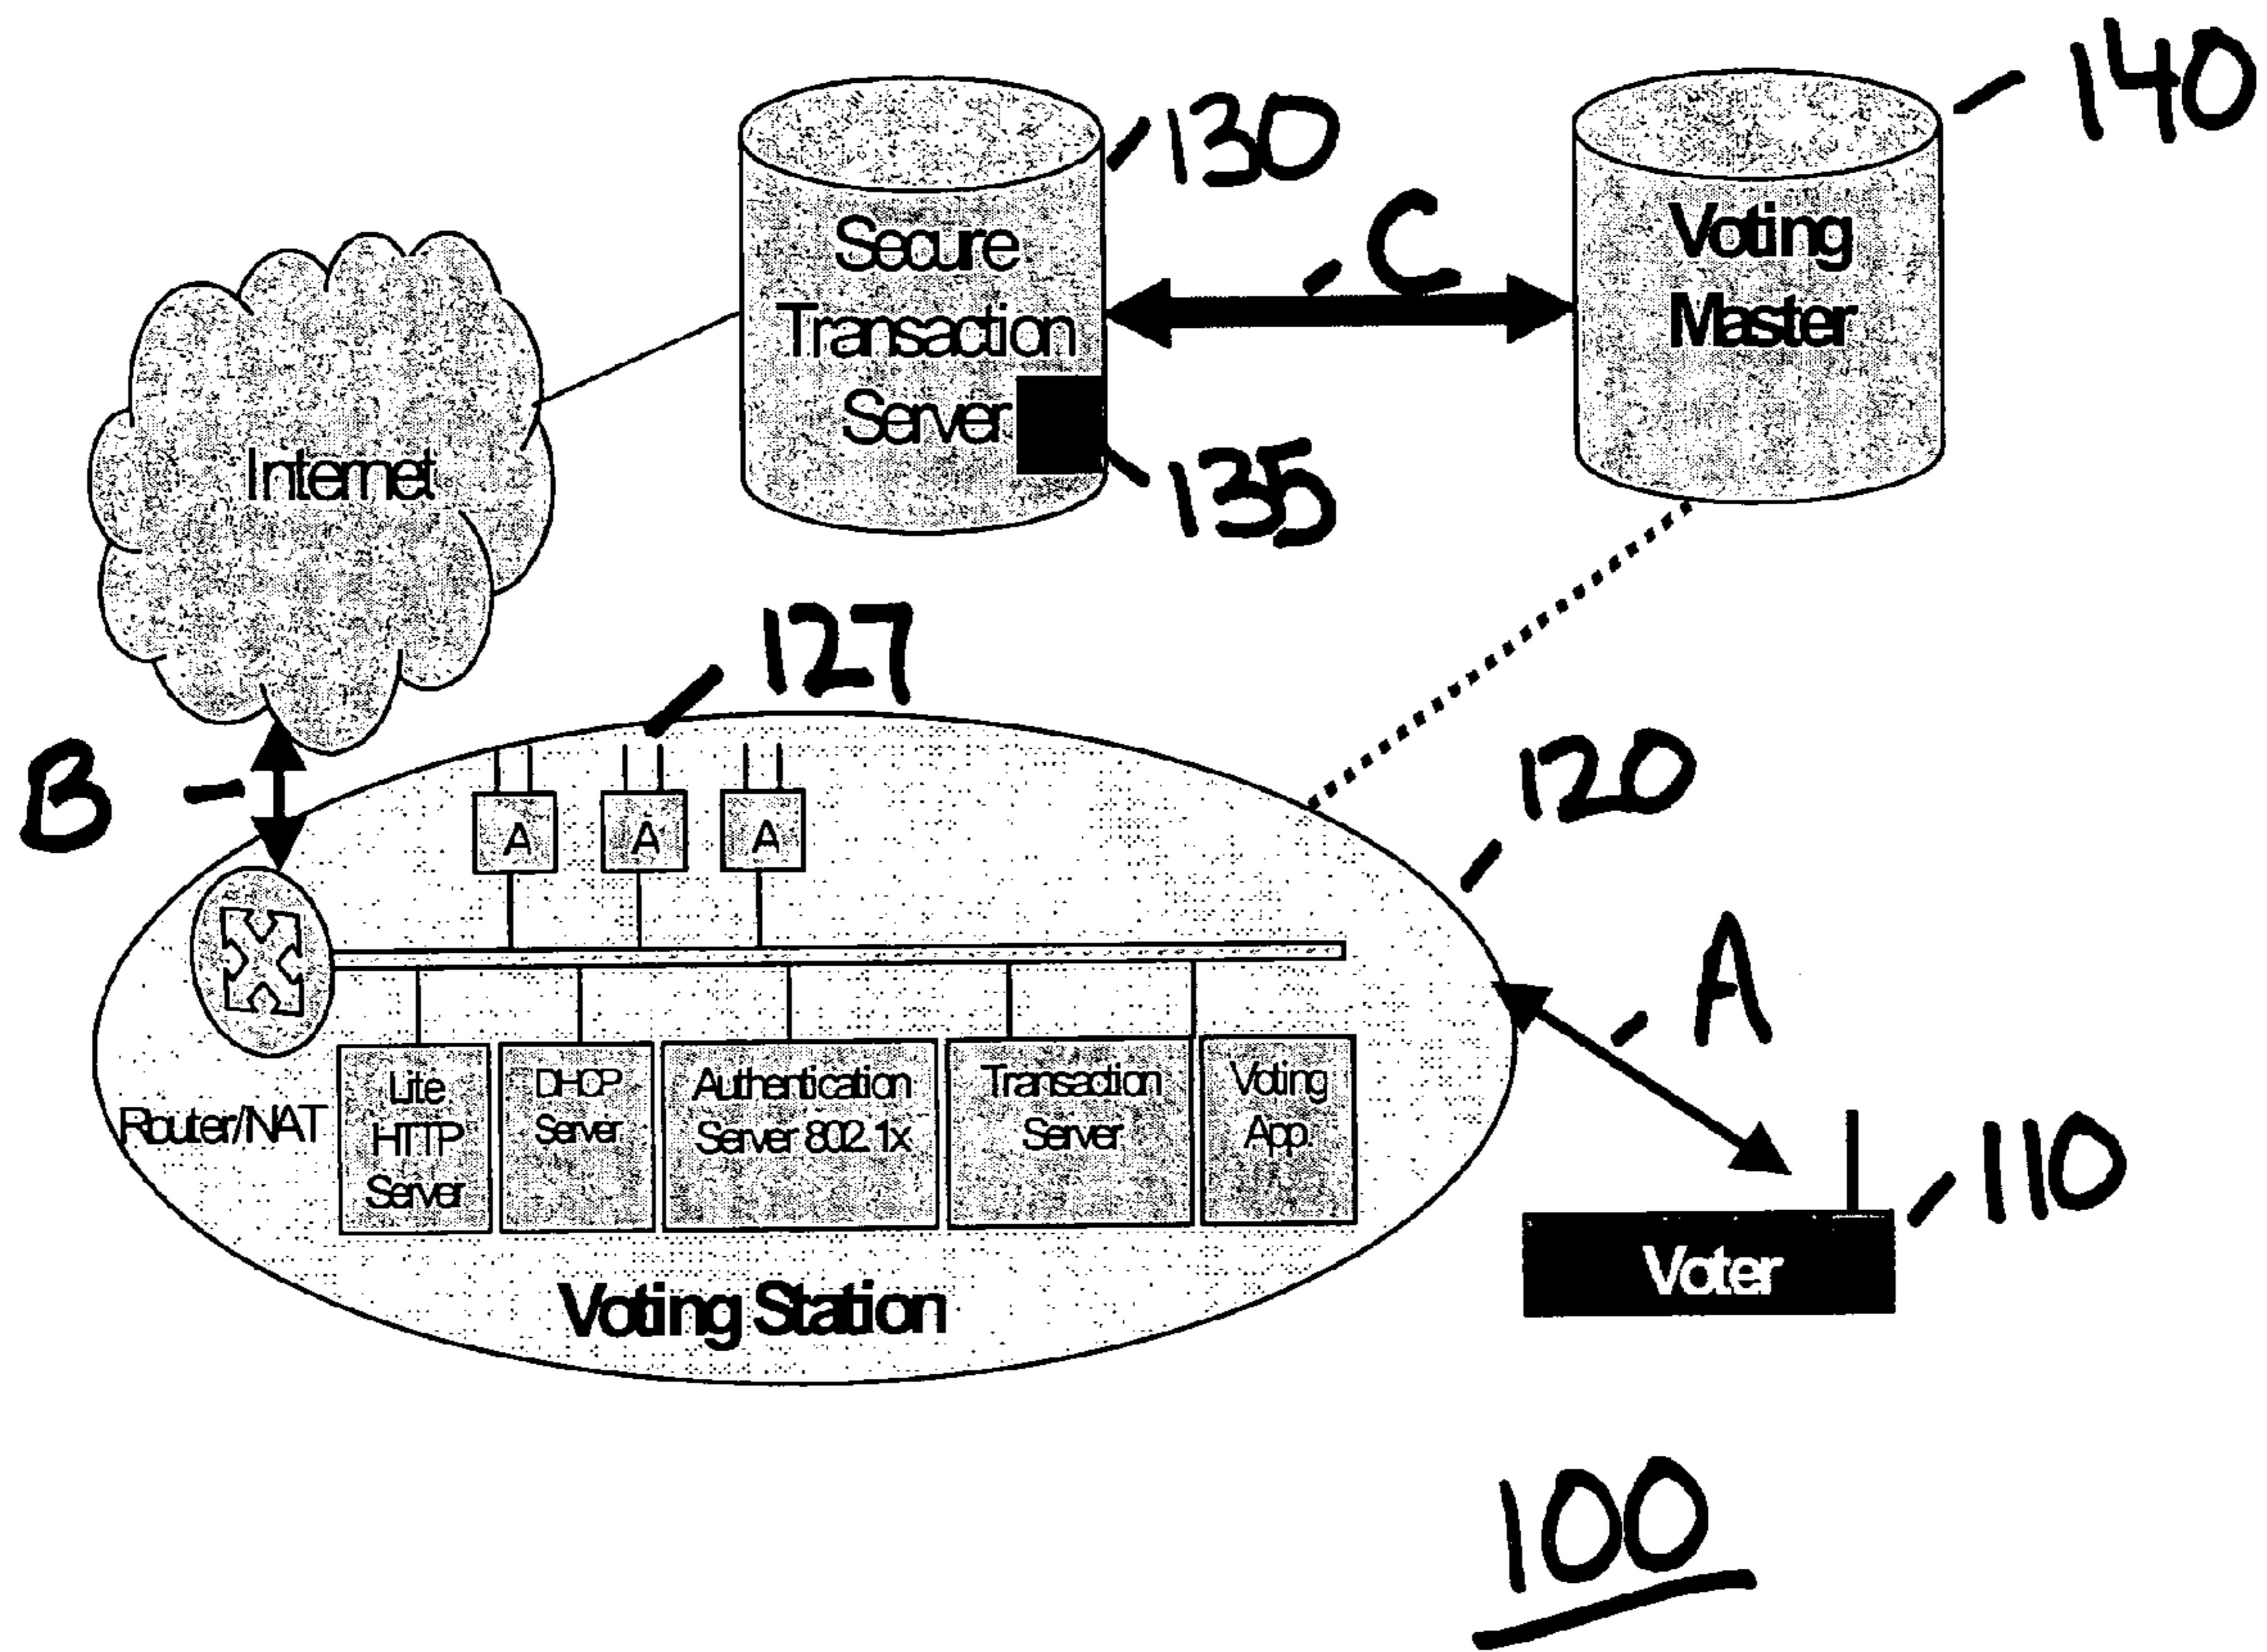 140
130
C
Secure
Transaction
Server
Voting
Master
Internet
135
127
B
120
A
A
A
A
Router/NAT
Lite
HTTP
Server
DHCP
Server
Authentication
Server 802.1x
Transaction
Server
Voting
App.
110
Voter
Voting Station
100